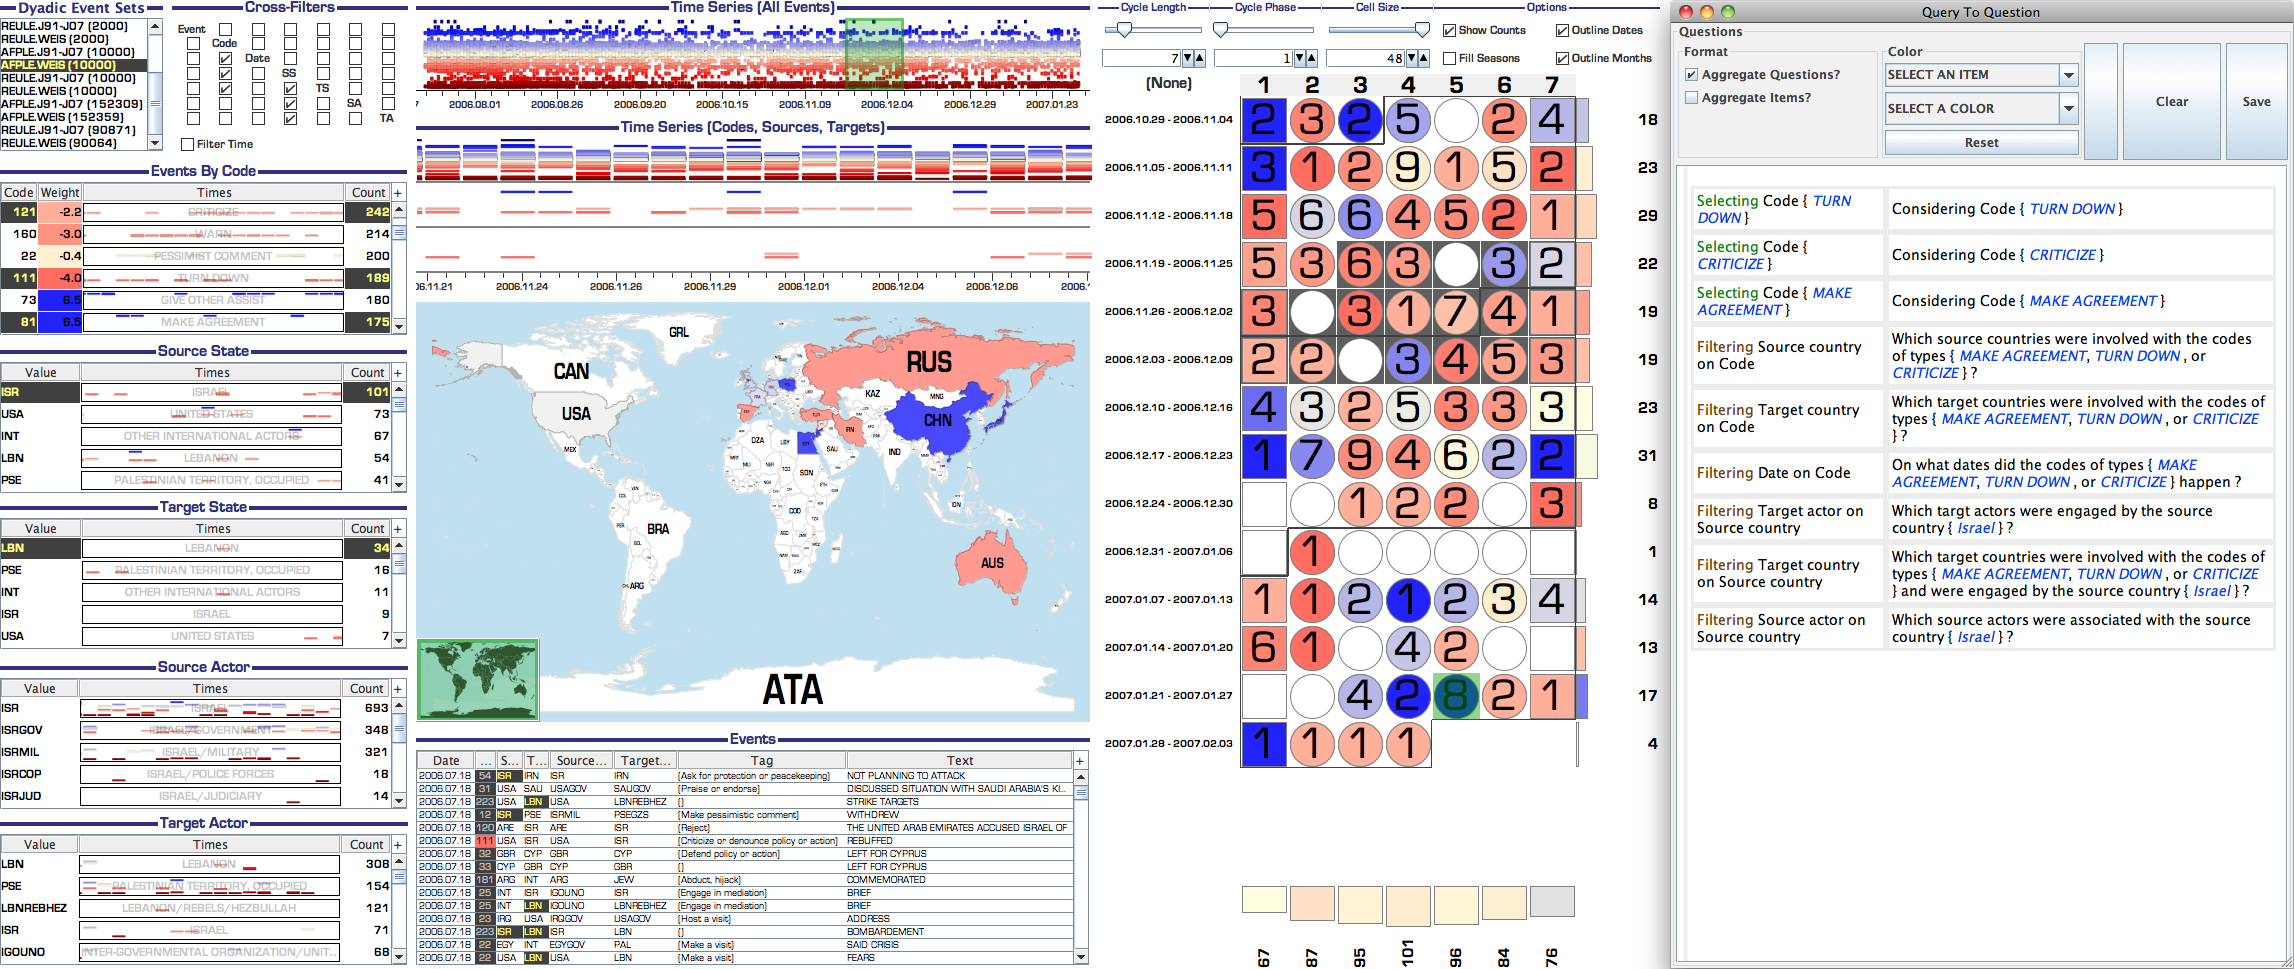 Dyadic Event Sets
REULE.J91-J07 (2000)
REULE.WEIS (2000)
AFPLE.J91-J07 (10000)
AFPLE.WEIS (10000)
REULE.J91-J07 (10000)
REULE.WEIS (10000)
AFPLE.J91-J07 (152309)
AFPLE.WEIS (152359)
REULE.J91-J07 (90871)
REULE.WEIS (90064)
Cross-Filters
Event
Code
Date
SS
TS
SA
TA
Filter Time
Events By Code
Code Weight Times Count +
121 -2.2 CRITICIZE 242
160 -3.0 WARN 214
22 -0.4 PESSIMIST COMMENT 200
111 -4.0 TURN DOWN 189
73 6.5 GIVE OTHER ASSIST 180
81 6.5 MAKE AGREEMENT 175
Source State
Value Times Count +
ISR ISRAEL 101
USA UNITED STATES 73
INT OTHER INTERNATIONAL ACTORS 67
LBN LEBANON 54
PSE PALESTINIAN TERRITORY, OCCUPIED 41
Target State
Value Times Count +
LBN LEBANON 34
PSE PALESTINIAN TERRITORY, OCCUPIED 16
INT OTHER INTERNATIONAL ACTORS 11
ISR ISRAEL 9
USA UNITED STATES 7
Source Actor
Value Times Count +
ISR ISRAEL 693
ISRGOV ISRAEL/GOVERNMENT 348
ISRMIL ISRAEL/MILITARY 321
ISRCOP ISRAEL/POLICE FORCES 18
ISRJUD ISRAEL/JUDICIARY 14
Target Actor
Value Times Count +
LBN LEBANON 308
PSE PALESTINIAN TERRITORY, OCCUPIED 154
LBNREBHEZ LEBANON/REBELS/HEZBULLAH 121
ISR ISRAEL 71
IGOUNO INTER-GOVERNMENTAL ORGANIZATION/UNIT... 68
Time Series (All Events)
2006.08.01 2006.08.26 2006.09.20 2006.10.15 2006.11.09 2006.12.04 2006.12.29 2007.01.23
Time Series (Codes, Sources, Targets)
2006.11.24 2006.11.26 2006.11.29 2006.12.01 2006.12.04 2006.12.06
GRL
CAN
USA
MEX
BRA
ARG
RUS
KAZ
MNG
CHN
IND
IRN
SAU
DZA
LBY
SDN
COD
AUS
ATA
Events
Date ... S... T... Source... Target... Tag Text +
2006.07.18 54 ISR IRN ISR IRN (Ask for protection or peacekeeping) NOT PLANNING TO ATTACK
2006.07.18 31 USA SAU USAGOV SAUGOV (Praise or endorse) DISCUSSED SITUATION WITH SAUDI ARABIA'S KI...
2006.07.18 223 USA LBN USA LBNREBHEZ () STRIKE TARGETS
2006.07.18 12 ISR PSE ISRMIL PSEGZS (Make pessimistic comment) WITHDREW
2006.07.18 120 ARE ISR ARE ISR (Reject) THE UNITED ARAB EMIRATES ACCUSED ISRAEL OF
2006.07.18 111 USA ISR USA ISR (Criticize or denounce policy or action) REBUFFED
2006.07.18 32 GBR CYP GBR CYP (Defend policy or action) LEFT FOR CYPRUS
2006.07.18 33 CYP GBR CYP GBR () LEFT FOR CYPRUS
2006.07.18 181 ARG INT ARG JEW (Abduct, hijack) COMMEMORATED
2006.07.18 25 INT ISR IGOUNO ISR (Engage in mediation) BRIEF
2006.07.18 25 INT LBN IGOUNO LBNREBHEZ (Engage in mediation) BRIEF
2006.07.18 23 IRQ USA IRQGOV USAGOV (Host a visit) ADDRESS
2006.07.18 223 ISR LBN ISR LBN () BOMBARDEMENT
2006.07.18 22 EGY INT EGYGOV PAL (Make a visit) SAID CRISIS
2006.07.18 22 USA LBN USA LBN (Make a visit) FEARS
Cycle Length Cycle Phase Cell Size Options
7 1 48
Show Counts Outline Dates
Fill Seasons Outline Months
(None) 1 2 3 4 5 6 7
2006.10.29 - 2006.11.04 2 3 2 5 2 4 18
2006.11.05 - 2006.11.11 3 1 2 9 1 5 2 23
2006.11.12 - 2006.11.18 5 6 6 4 5 2 1 29
2006.11.19 - 2006.11.25 5 3 6 3 3 2 22
2006.11.26 - 2006.12.02 3 3 1 7 4 1 19
2006.12.03 - 2006.12.09 2 2 3 4 5 3 19
2006.12.10 - 2006.12.16 4 3 2 5 3 3 3 23
2006.12.17 - 2006.12.23 1 7 9 4 6 2 2 31
2006.12.24 - 2006.12.30 1 2 2 3 8
2006.12.31 - 2007.01.06 1 1
2007.01.07 - 2007.01.13 1 1 2 1 2 3 4 14
2007.01.14 - 2007.01.20 6 1 4 2 13
2007.01.21 - 2007.01.27 4 2 8 2 1 17
2007.01.28 - 2007.02.03 1 1 1 1 4
67 87 95 101 96 84 76
Query To Question
Questions
Format
Aggregate Questions?
Aggregate Items?
Color
SELECT AN ITEM
SELECT A COLOR
Reset
Clear
Save
Selecting Code { TURN DOWN }
Considering Code { TURN DOWN }
Selecting Code { CRITICIZE }
Considering Code { CRITICIZE }
Selecting Code { MAKE AGREEMENT }
Considering Code { MAKE AGREEMENT }
Filtering Source country on Code
Which source countries were involved with the codes
of types { MAKE AGREEMENT, TURN DOWN , or
CRITICIZE } ?
Filtering Target country on Code
Which target countries were involved with the codes of
types { MAKE AGREEMENT, TURN DOWN , or CRITICIZE
} ?
Filtering Date on Code
On what dates did the codes of types { MAKE
AGREEMENT, TURN DOWN , or CRITICIZE } happen ?
Filtering Target actor on Source country
Which targt actors were engaged by the source
country { Israel } ?
Filtering Target country on Source country
Which target countries were involved with the codes of
types { MAKE AGREEMENT, TURN DOWN , or CRITICIZE
} and were engaged by the source country { Israel } ?
Filtering Source actor on Source country
Which source actors were associated with the source
country { Israel } ?